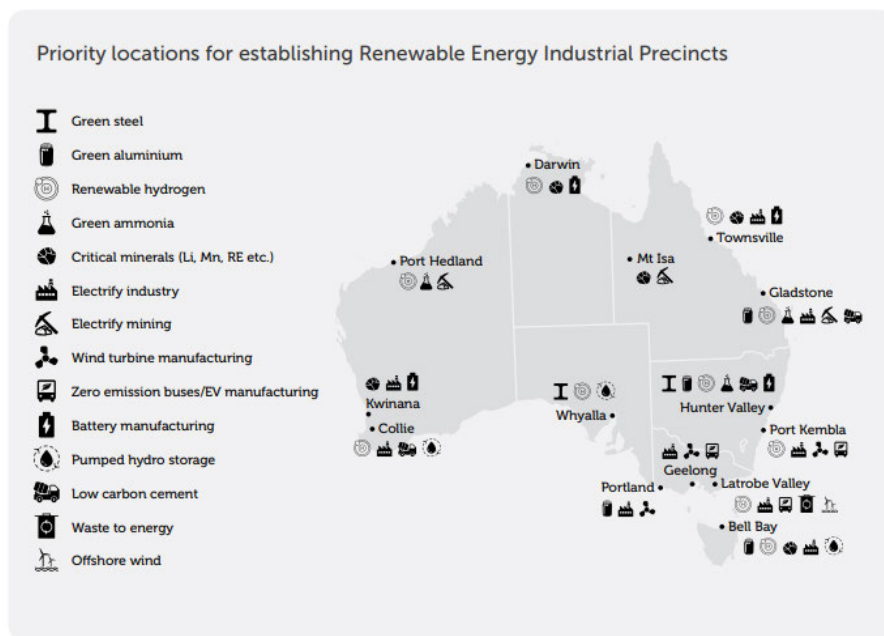 Priority locations for establishing Renewable Energy Industrial Precincts
Green steel
Green aluminium
Renewable hydrogen
Green ammonia
Critical minerals (Li, Mn, RE etc.)
Electrify industry
Electrify mining
Wind turbine manufacturing
Zero emission buses/EV manufacturing
Battery manufacturing
Pumped hydro storage
Low carbon cement
Waste to energy
Offshore wind
Darwin
Townsville
Port Hedland
Mt Isa
Gladstone
Kwinana
Collie
Whyalla
Hunter Valley
Port Kembla
Geelong
Portland
Latrobe Valley
Bell Bay